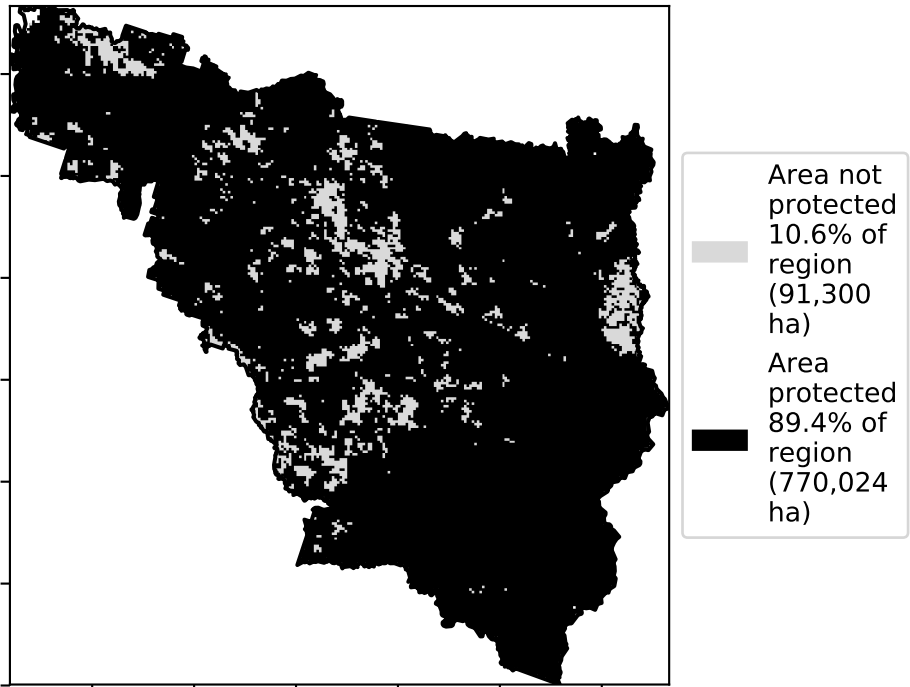 Area not
protected
10.6% of
region
(91,300
ha)
Area
protected
89.4% of
region
(770,024
ha)